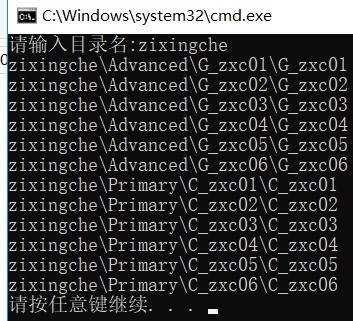 C:\Windows\system32\cmd.exe
请输入目录名:zixingche
zixingche\Advanced\G_zxc01\G_zxc01
zixingche\Advanced\G_zxc02\G_zxc02
zixingche\Advanced\G_zxc03\G_zxc03
zixingche\Advanced\G_zxc04\G_zxc04
zixingche\Advanced\G_zxc05\G_zxc05
zixingche\Advanced\G_zxc06\G_zxc06
zixingche\Primary\C_zxc01\C_zxc01
zixingche\Primary\C_zxc02\C_zxc02
zixingche\Primary\C_zxc03\C_zxc03
zixingche\Primary\C_zxc04\C_zxc04
zixingche\Primary\C_zxc05\C_zxc05
zixingche\Primary\C_zxc06\C_zxc06
请按任意键继续. . .